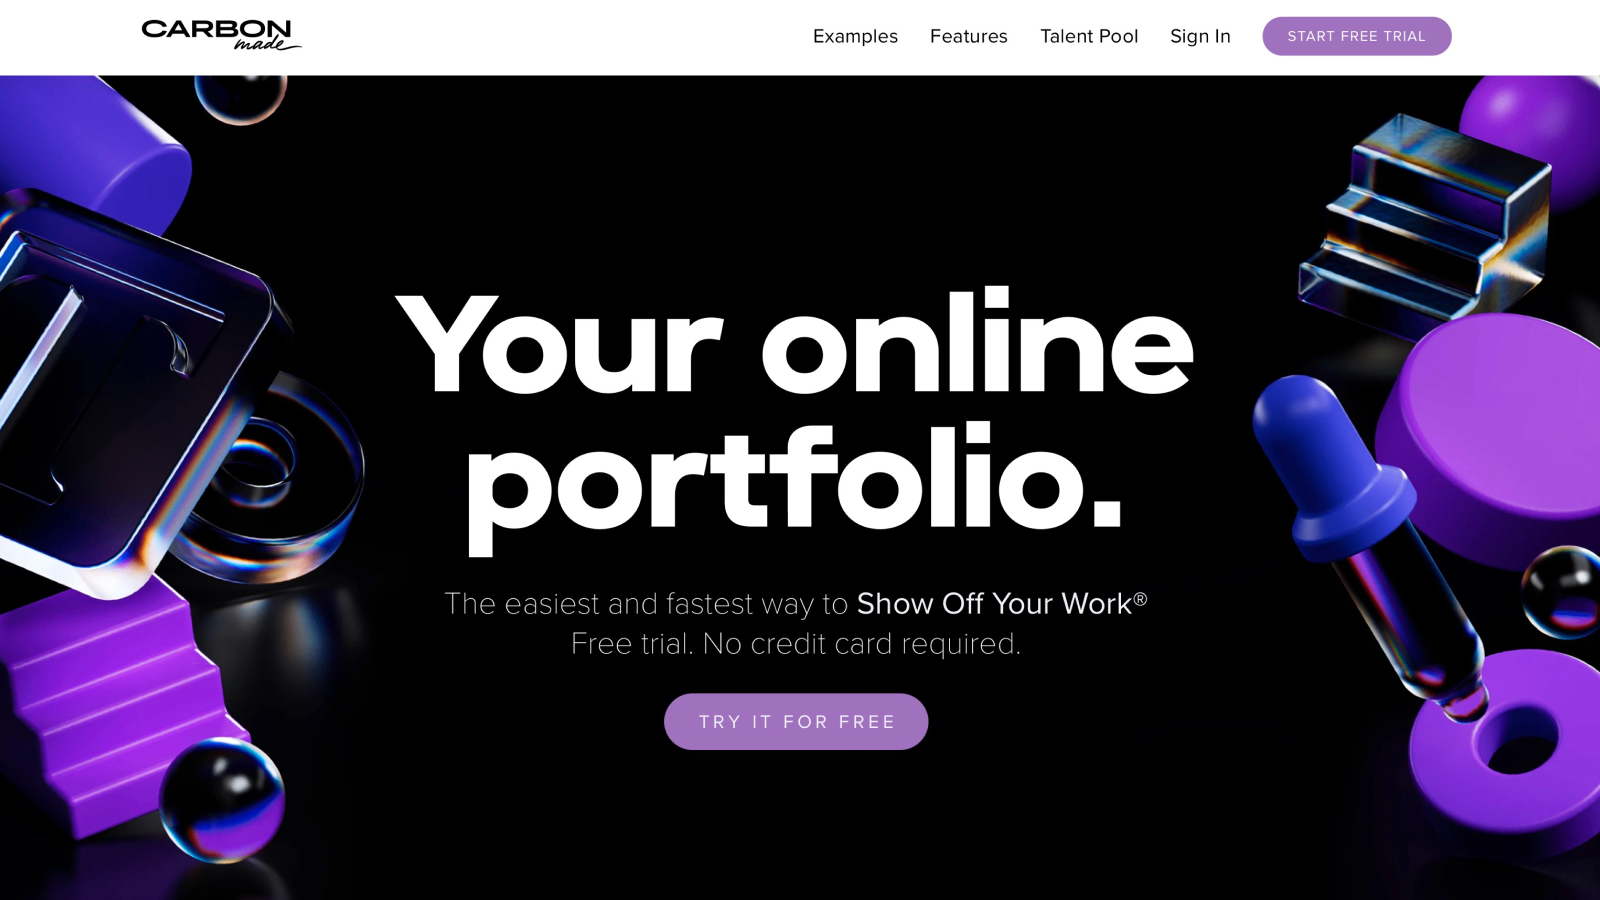 CARBON
made
Examples
Features
Talent Pool
Sign In
START FREE TRIAL
Your online
portfolio.
The easiest and fastest way to Show Off Your Work®
Free trial. No credit card required.
TRY IT FOR FREE